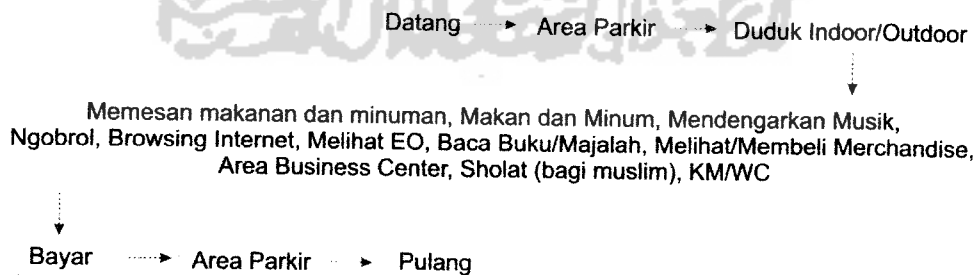 Datang Area Parkir Duduk Indoor/Outdoor
Memesan makanan dan minuman, Makan dan Minum, Mendengarkan Musik,
Ngobrol, Browsing Internet, Melihat EO, Baca Buku/Majalah, Melihat/Membeli Merchandise,
Area Business Center, Sholat (bagi muslim), KM/WC
Bayar Area Parkir Pulang